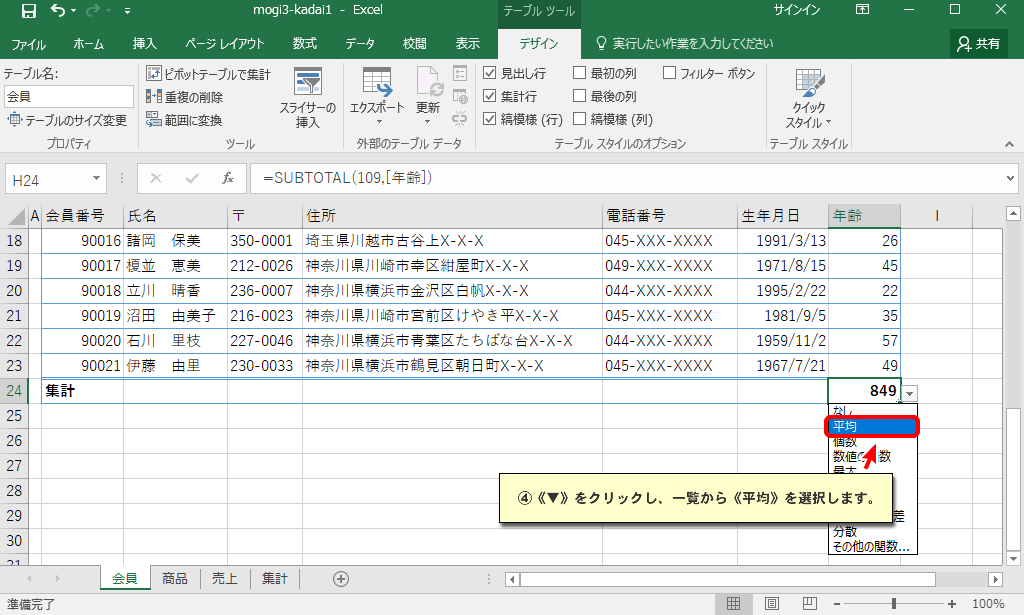 mogi3-kadai1 - Excel
テーブル ツール
サインイン
ファイル ホーム 挿入 ページ レイアウト 数式 データ 校閲 表示 デザイン 実行したい作業を入力してください 共有
テーブル名:
会員
テーブルのサイズ変更
プロパティ
ピボットテーブルで集計
重複の削除
範囲に変換
スライサーの
挿入
ツール
エクスポート 更新
外部のテーブル データ
見出し行 最初の列 フィルター ボタン
集計行 最後の列
縞模様 (行) 縞模様 (列)
テーブル スタイルのオプション
クイック
スタイル
テーブル スタイル
H24 fx =SUBTOTAL(109,[年齢])
A 会員番号 氏名 〒 住所 電話番号 生年月日 年齢 I
18 90016 諸岡 保美 350-0001 埼玉県川越市古谷上X-X-X 045-XXX-XXXX 1991/3/13 26
19 90017 榎並 恵美 212-0026 神奈川県川崎市幸区紺屋町X-X-X 049-XXX-XXXX 1971/8/15 45
20 90018 立川 晴香 236-0007 神奈川県横浜市金沢区白帆X-X-X 044-XXX-XXXX 1995/2/22 22
21 90019 沼田 由美子 216-0023 神奈川県川崎市宮前区けやき平X-X-X 045-XXX-XXXX 1981/9/5 35
22 90020 石川 里枝 227-0046 神奈川県横浜市青葉区たちばな台X-X-X 044-XXX-XXXX 1959/11/2 57
23 90021 伊藤 由里 230-0033 神奈川県横浜市鶴見区朝日町X-X-X 045-XXX-XXXX 1967/7/21 49
24 集計 849
25
26
27
28
29
30
なし
平均
個数
数値の個数
最大
差
分散
その他の関数...
④《▼》をクリックし、一覧から《平均》を選択します。
会員 商品 売上 集計
準備完了
100%